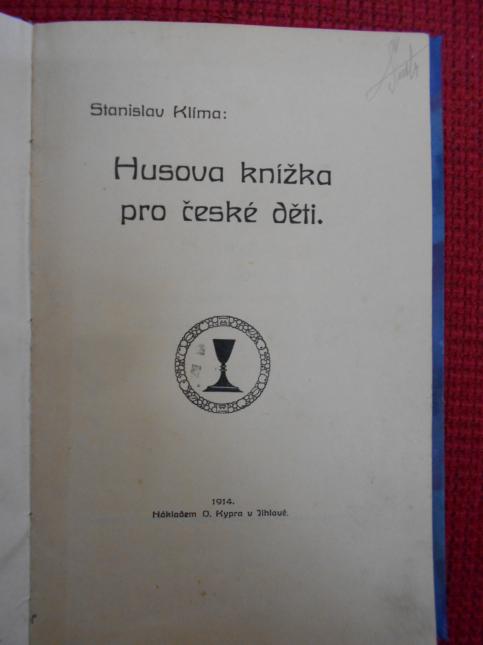 Stanislav Klíma:
Husova knížka
pro české děti.
1914.
Nákladem O. Kypra v Jihlavě.